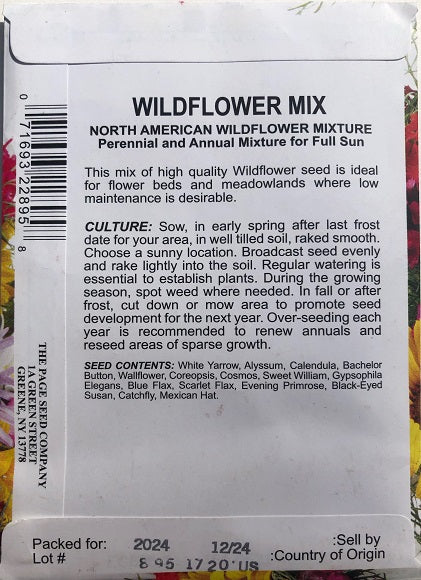 WILDFLOWER MIX
NORTH AMERICAN WILDFLOWER MIXTURE
Perennial and Annual Mixture for Full Sun
This mix of high quality Wildflower seed is ideal
for flower beds and meadowlands where low
maintenance is desirable.
CULTURE: Sow, in early spring after last frost
date for your area, in well tilled soil, raked smooth.
Choose a sunny location. Broadcast seed evenly
and rake lightly into the soil. Regular watering is
essential to establish plants. During the growing
season, spot weed where needed. In fall or after
frost, cut down or mow area to promote seed
development for the next year. Over-seeding each
year is recommended to renew annuals and
reseed areas of sparse growth.
SEED CONTENTS: White Yarrow, Alyssum, Calendula, Bachelor
Button, Wallflower, Coreopsis, Cosmos, Sweet William, Gypsophila
Elegans, Blue Flax, Scarlet Flax, Evening Primrose, Black-Eyed
Susan, Catchfly, Mexican Hat.
0 71693 22895 8
THE PAGE SEED COMPANY
1A GREEN STREET
GREENE, NY 13778
Packed for: 2024 12/24 :Sell by
Lot # 895 1720 US :Country of Origin